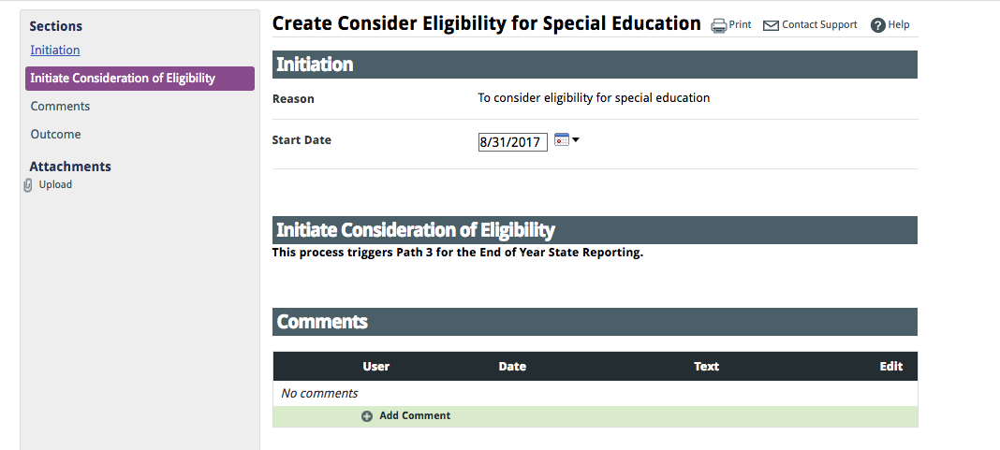 Sections
Initiation
Initiate Consideration of Eligibility
Comments
Outcome
Attachments
Upload
Create Consider Eligibility for Special Education Print Contact Support ? Help
Initiation
Reason To consider eligibility for special education
Start Date 8/31/2017
Initiate Consideration of Eligibility
This process triggers Path 3 for the End of Year State Reporting.
Comments
User Date Text Edit
No comments
Add Comment